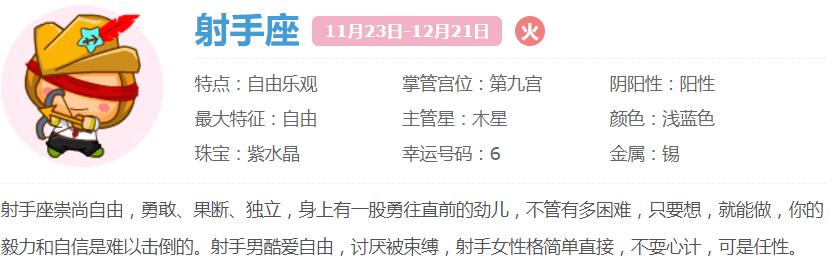 射手座 11月23日-12月21日 火
特点：自由乐观 掌管宫位：第九宫 阴阳性：阳性
最大特征：自由 主管星：木星 颜色：浅蓝色
珠宝：紫水晶 幸运号码：6 金属：锡
射手座崇尚自由，勇敢、果断、独立，身上有一股勇往直前的劲儿，不管有多困难，只要想，就能做，你的
毅力和自信是难以击倒的。射手男酷爱自由，讨厌被束缚，射手女性格简单直接，不耍心计，可是任性。